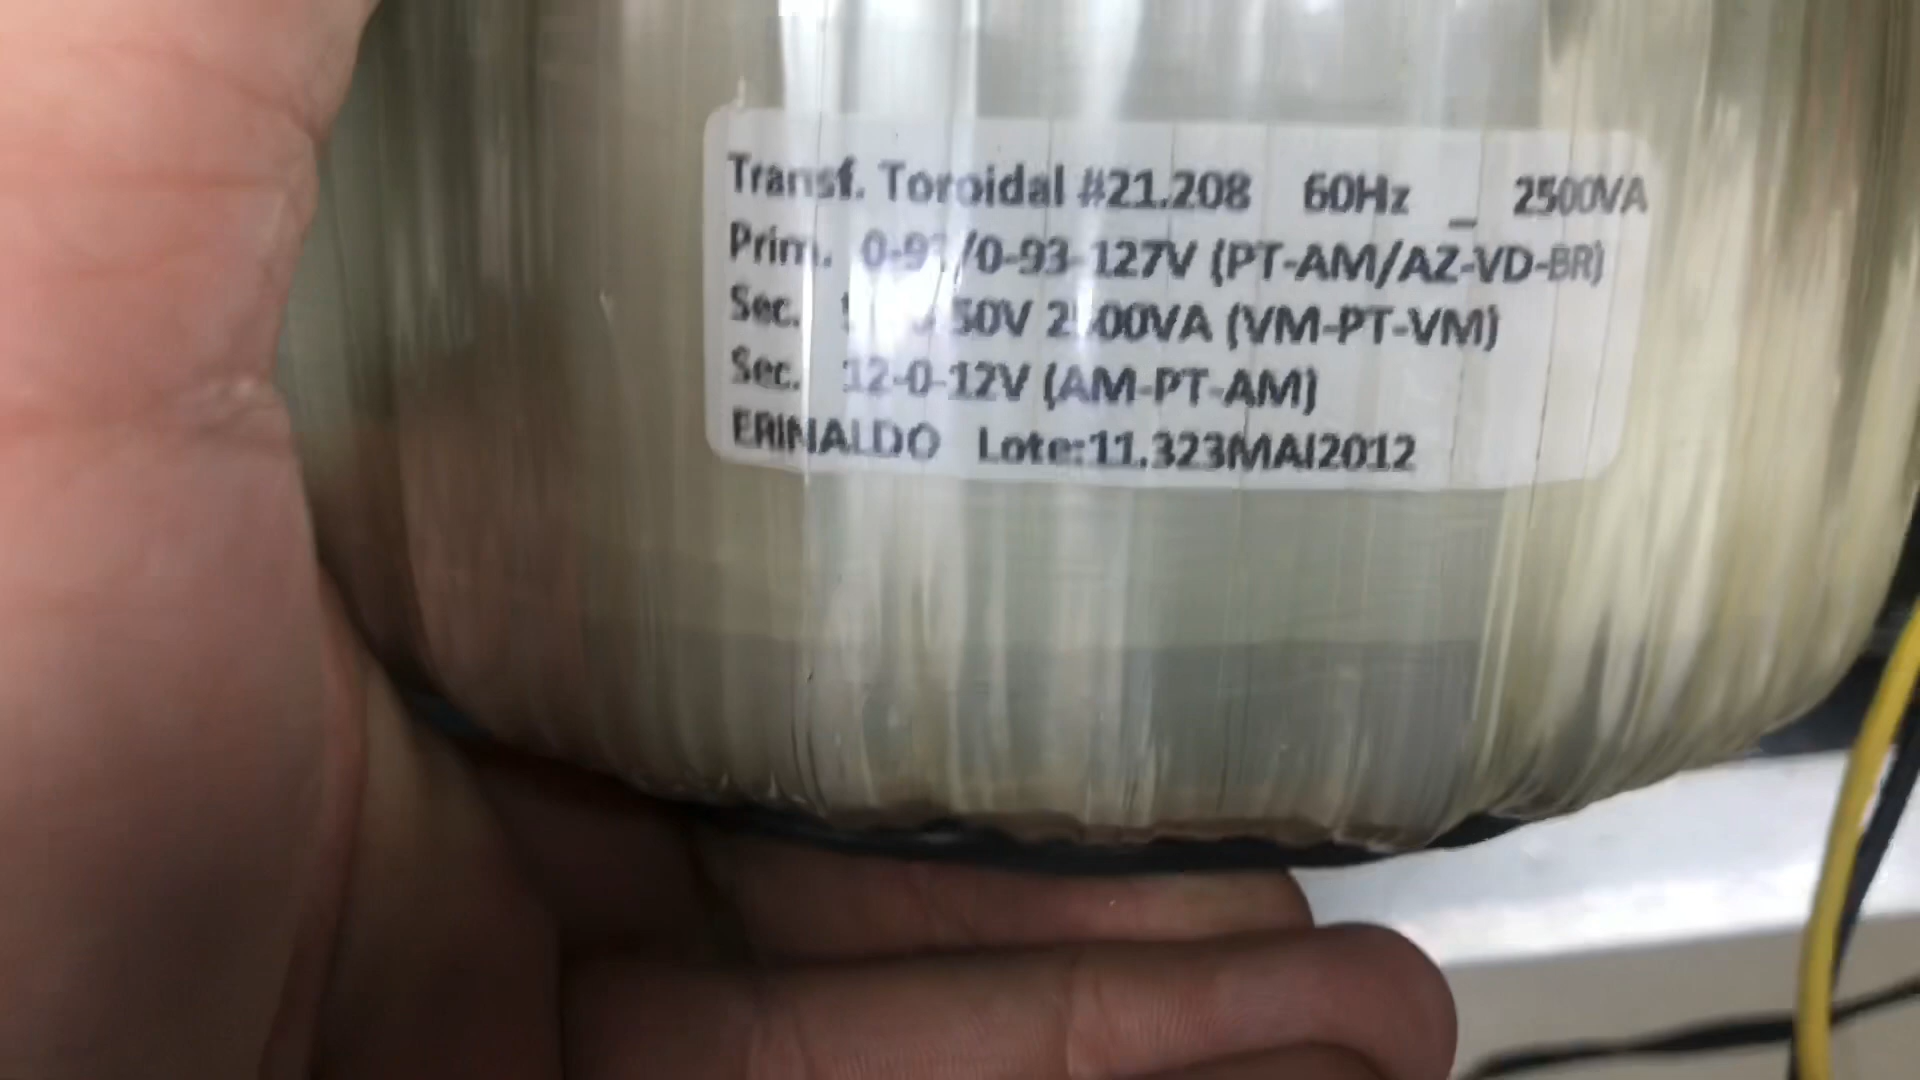 Transf. Toroidal #21.208 60Hz _ 2500VA
Prim. /0-93-127V (PT-AM/AZ-VD-BR)
Sec. 50V (VM-PT-VM)
Sec. 12-0-12V (AM-PT-AM)
ERINALDO Lote:11.323MAI2012